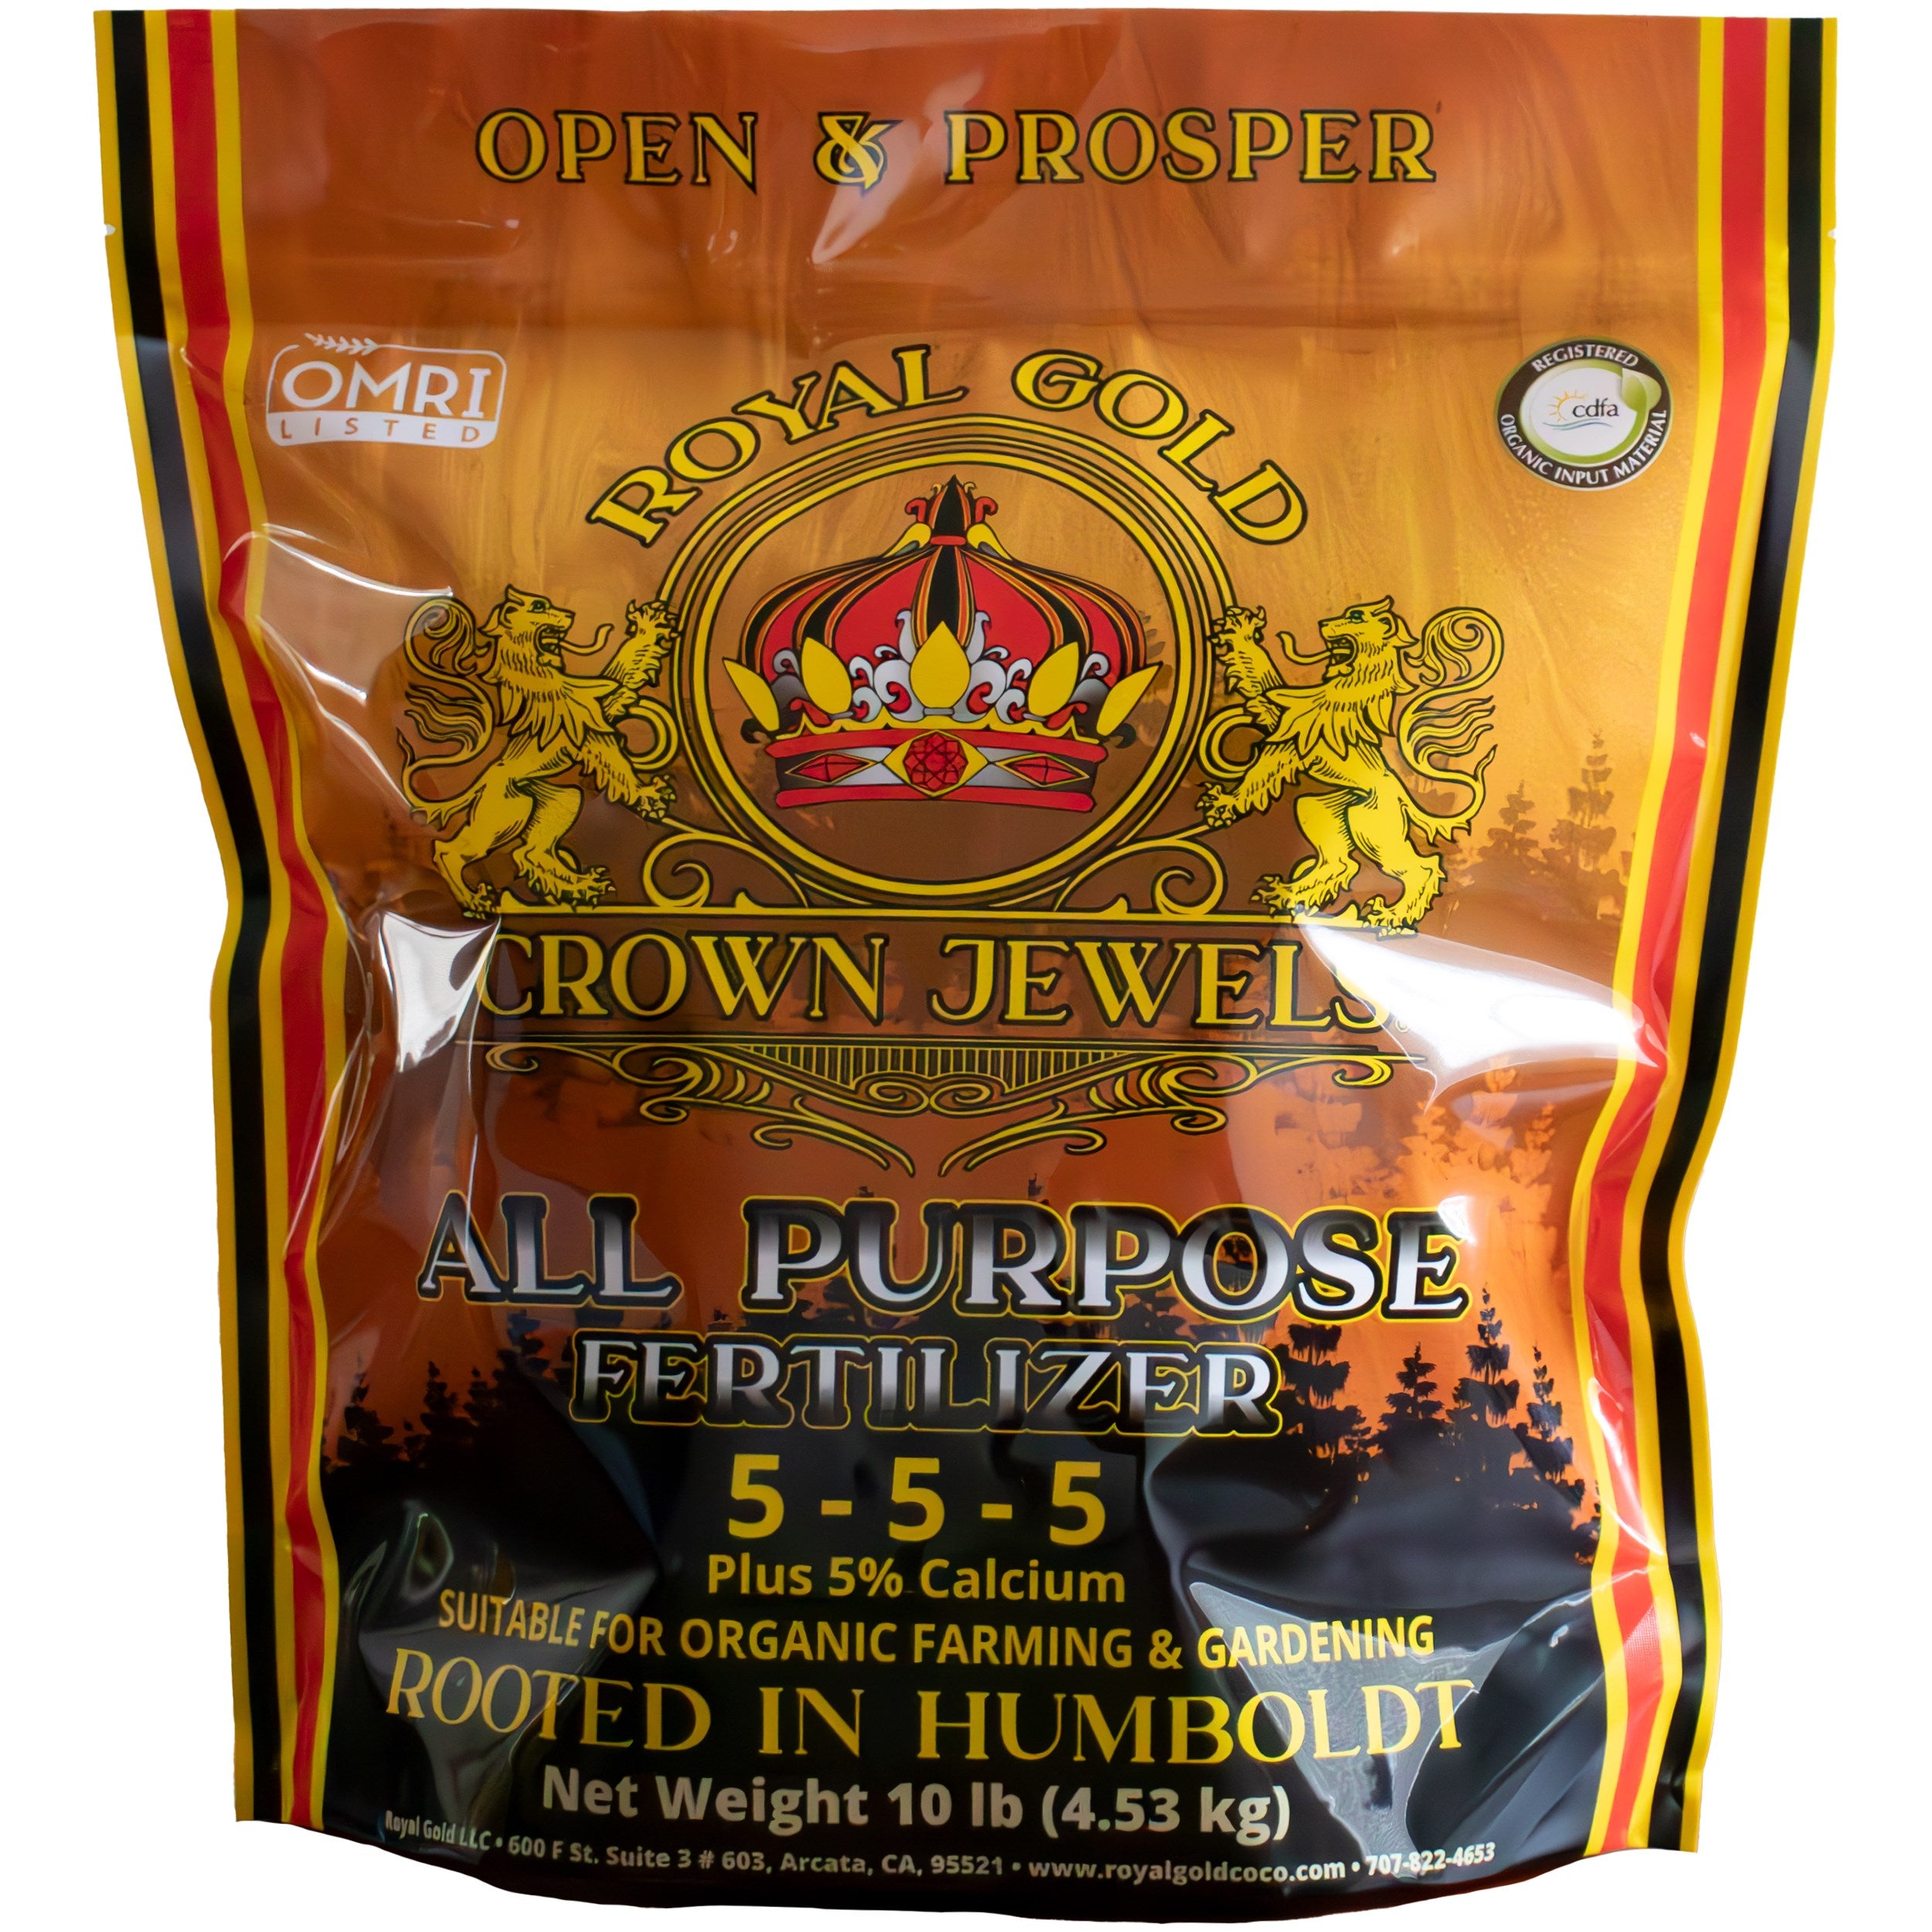 OPEN & PROSPER
OMRI
LISTED
REGISTERED
cdfa
ORGANIC INPUT MATERIAL
ROYAL GOLD
CROWN JEWELS
ALL PURPOSE
FERTILIZER
5 - 5 - 5
Plus 5% Calcium
SUITABLE FOR ORGANIC FARMING & GARDENING
ROOTED IN HUMBOLDT
Net Weight 10 lb (4.53 kg)
Royal Gold LLC • 600 F St. Suite 3 # 603, Arcata, CA, 95521 • www.royalgoldcoco.com • 707-822-4653